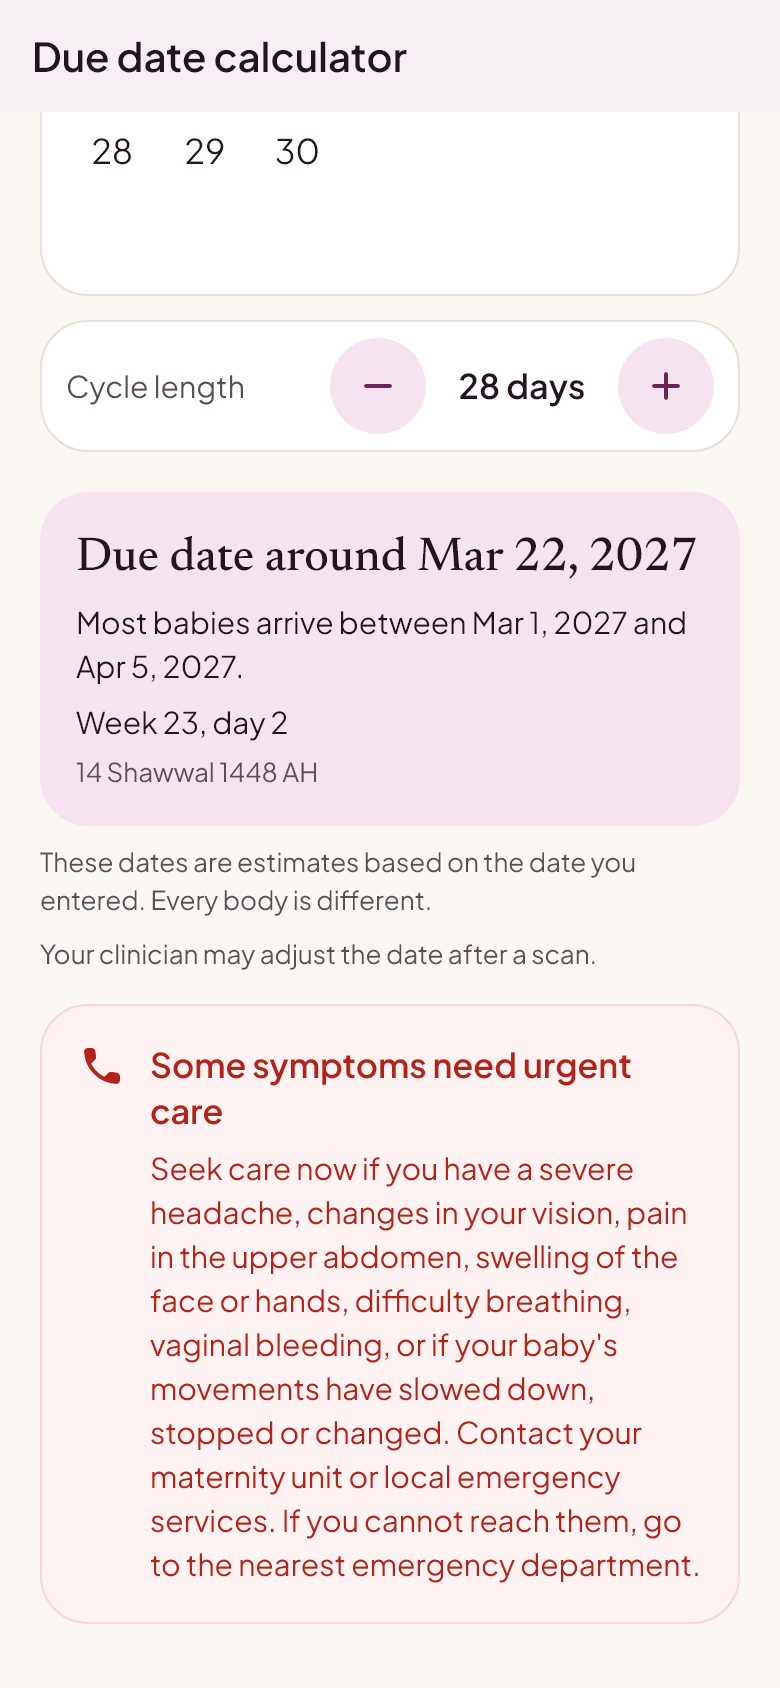 Due date calculator
28 29 30
Cycle length − 28 days +
Due date around Mar 22, 2027
Most babies arrive between Mar 1, 2027 and
Apr 5, 2027.
Week 23, day 2
14 Shawwal 1448 AH
These dates are estimates based on the date you
entered. Every body is different.
Your clinician may adjust the date after a scan.
Some symptoms need urgent
care
Seek care now if you have a severe
headache, changes in your vision, pain
in the upper abdomen, swelling of the
face or hands, difficulty breathing,
vaginal bleeding, or if your baby's
movements have slowed down,
stopped or changed. Contact your
maternity unit or local emergency
services. If you cannot reach them, go
to the nearest emergency department.